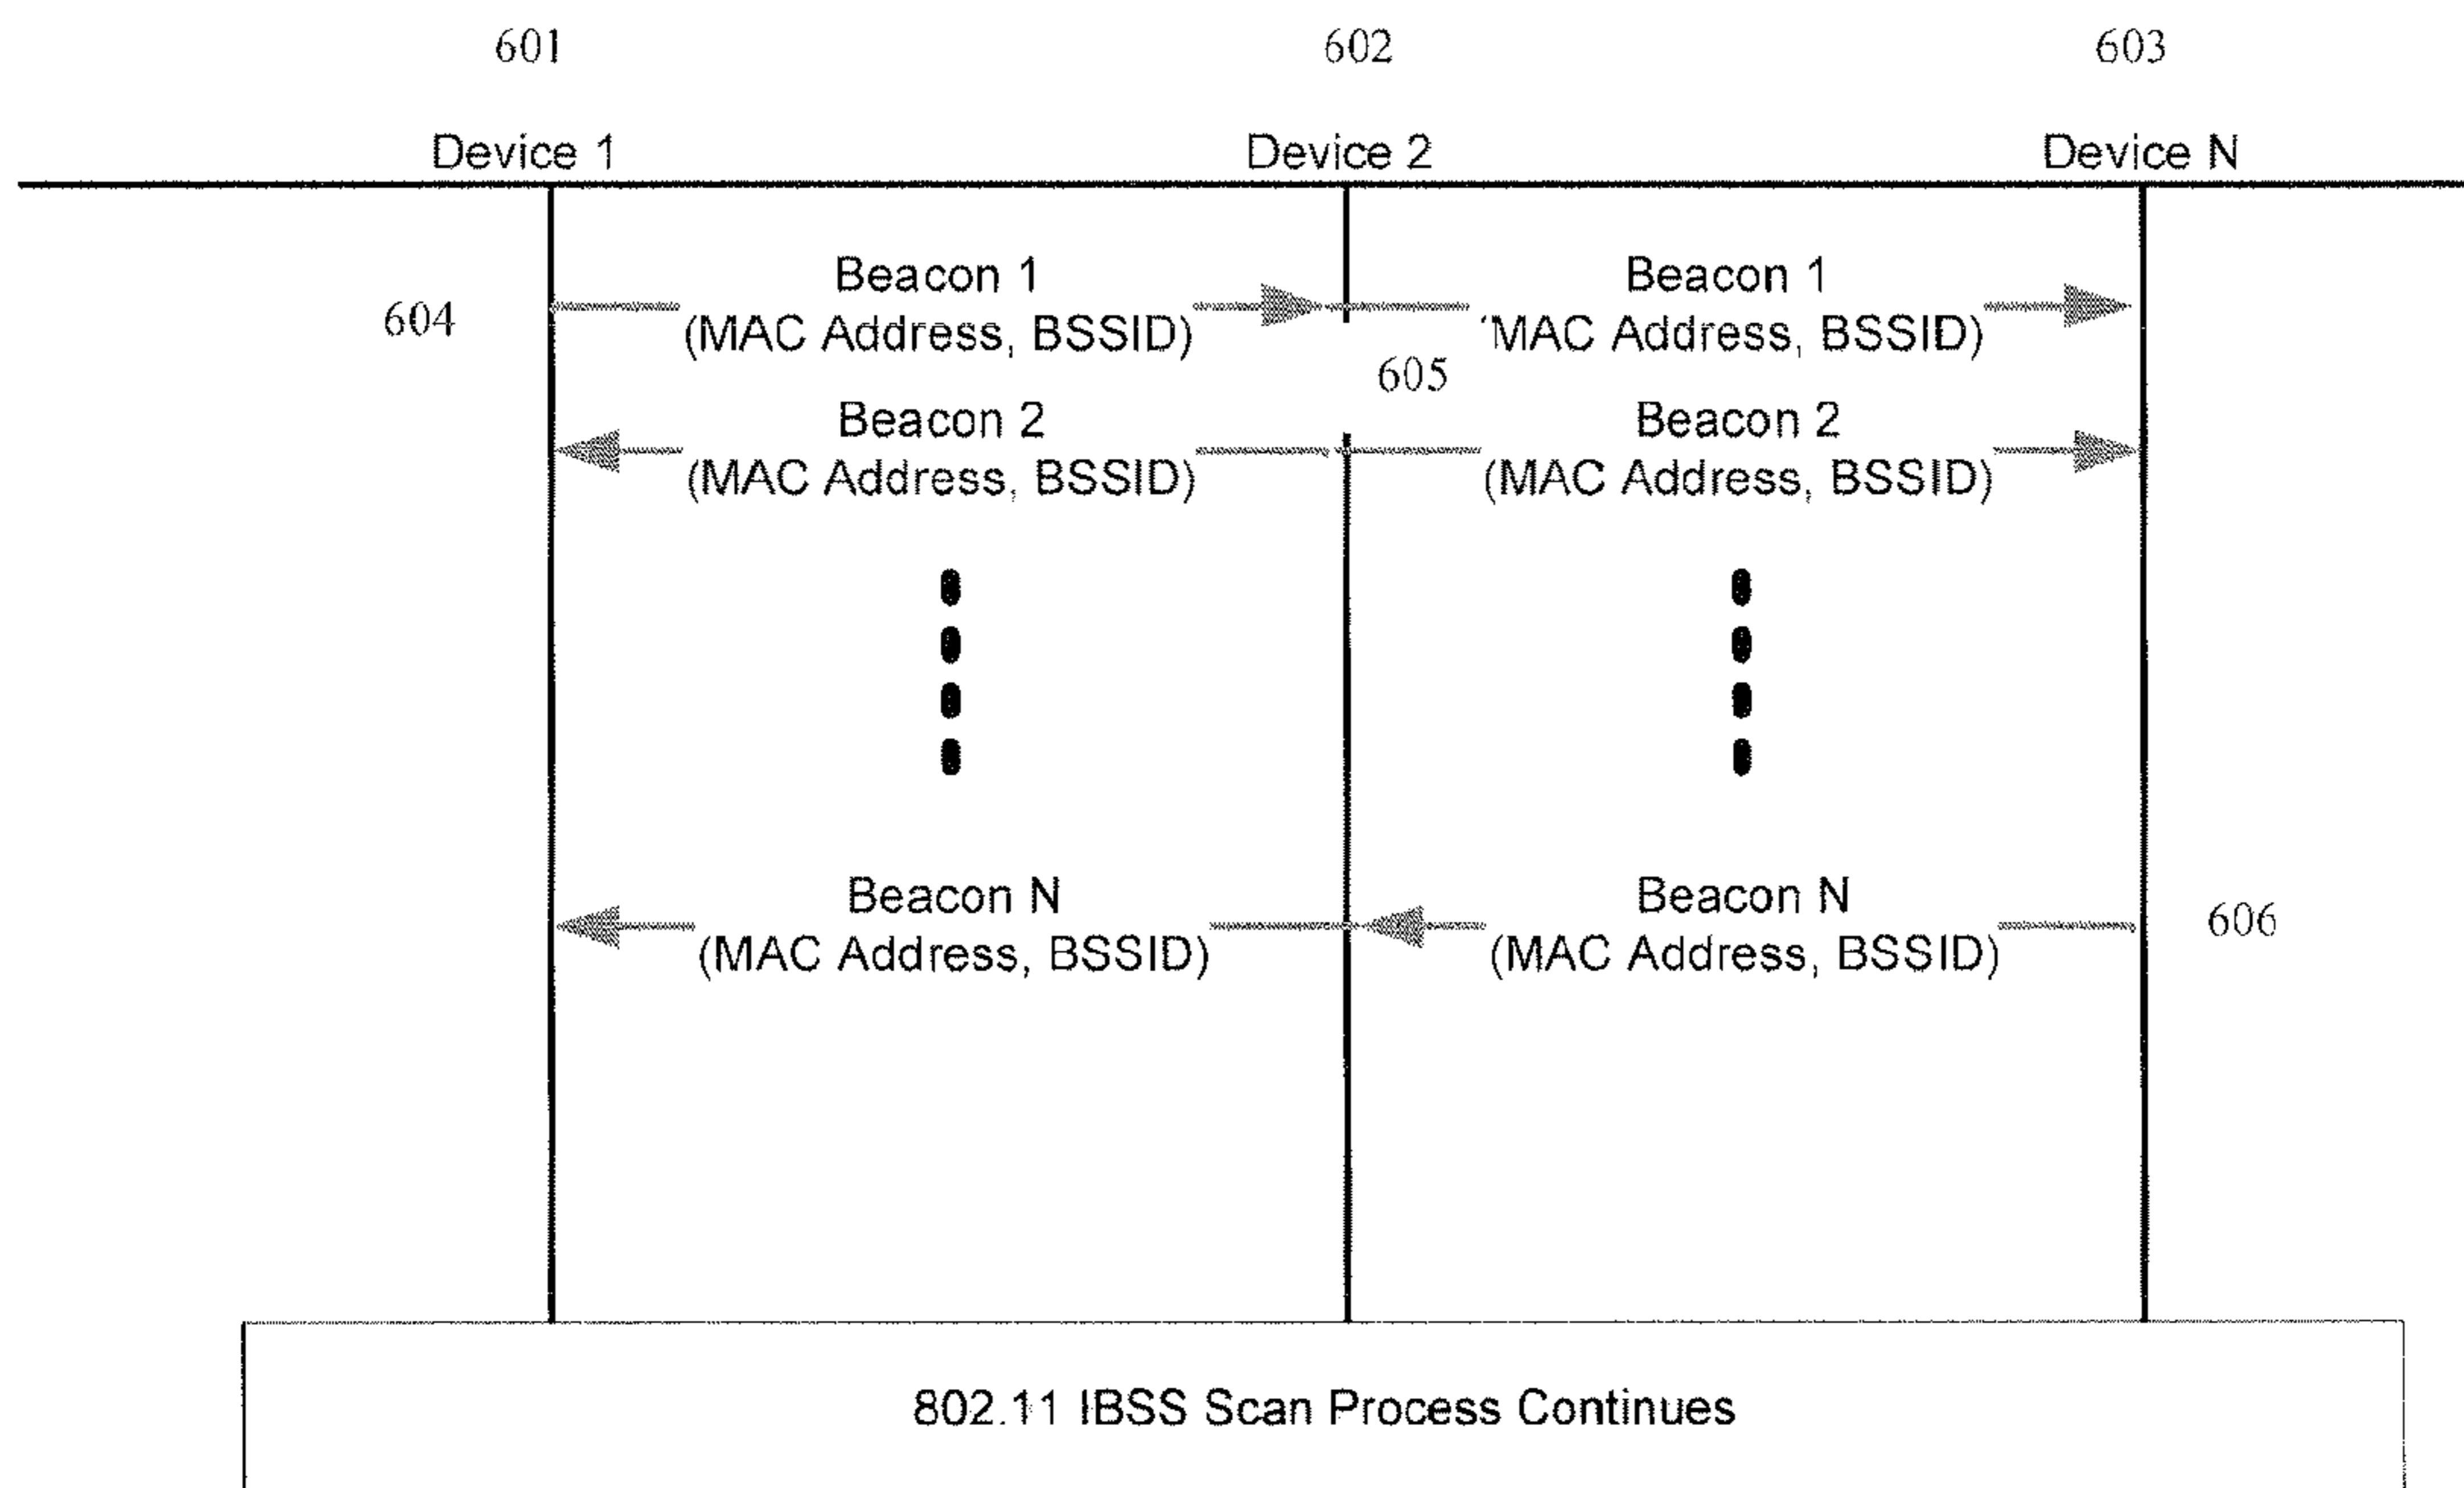 601 602 603
Device 1 Device 2 Device N
Beacon 1 Beacon 1
604 (MAC Address, BSSID) 'MAC Address, BSSID)
605
Beacon 2 Beacon 2
(MAC Address, BSSID) (MAC Address, BSSID)
Beacon N Beacon N
606
(MAC Address, BSSID) (MAC Address, BSSID)
802.11 IBSS Scan Process Continues